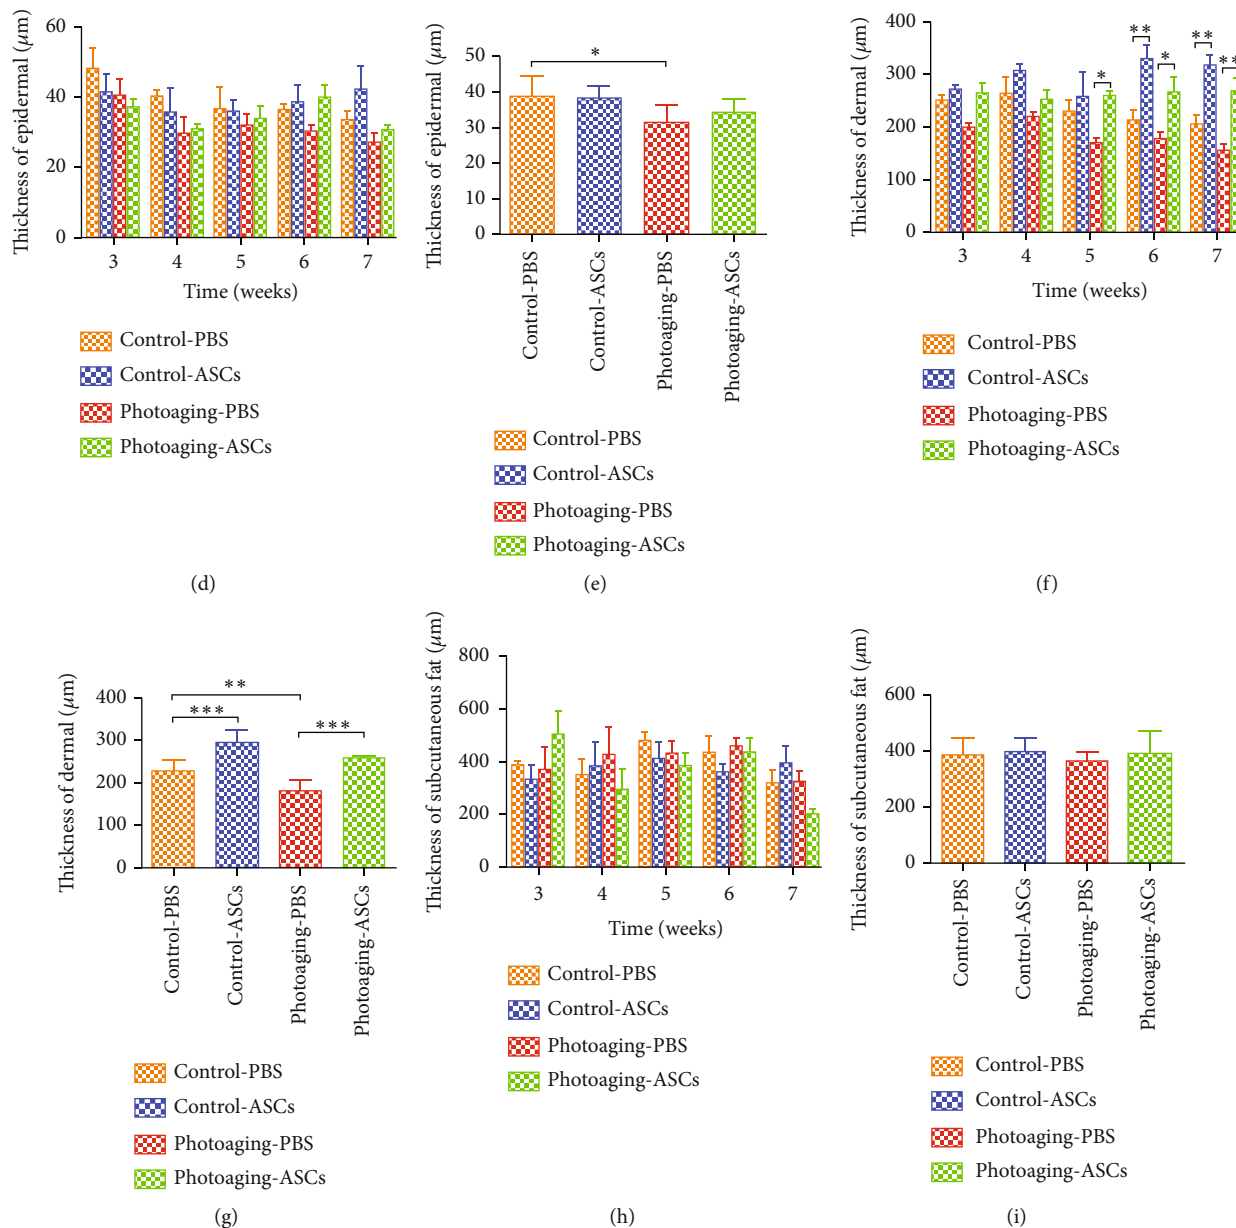 Thickness of epidermal (μm)
60
40
20
0
3 4 5 6 7
Time (weeks)
Control-PBS
Control-ASCs
Photoaging-PBS
Photoaging-ASCs
(d)
Thickness of epidermal (μm)
50
40
30
20
10
0
*
Control-PBS
Control-ASCs
Photoaging-PBS
Photoaging-ASCs
Control-PBS
Control-ASCs
Photoaging-PBS
Photoaging-ASCs
(e)
Thickness of dermal (μm)
400
300
200
100
0
* ** * **
3 4 5 6 7
Time (weeks)
Control-PBS
Control-ASCs
Photoaging-PBS
Photoaging-ASCs
(f)
Thickness of dermal (μm)
400
300
200
100
0
**
*** ***
Control-PBS
Control-ASCs
Photoaging-PBS
Photoaging-ASCs
Control-PBS
Control-ASCs
Photoaging-PBS
Photoaging-ASCs
(g)
Thickness of subcutaneous fat (μm)
800
600
400
200
0
3 4 5 6 7
Time (weeks)
Control-PBS
Control-ASCs
Photoaging-PBS
Photoaging-ASCs
(h)
Thickness of subcutaneous fat (μm)
600
400
200
0
Control-PBS
Control-ASCs
Photoaging-PBS
Photoaging-ASCs
Control-PBS
Control-ASCs
Photoaging-PBS
Photoaging-ASCs
(i)